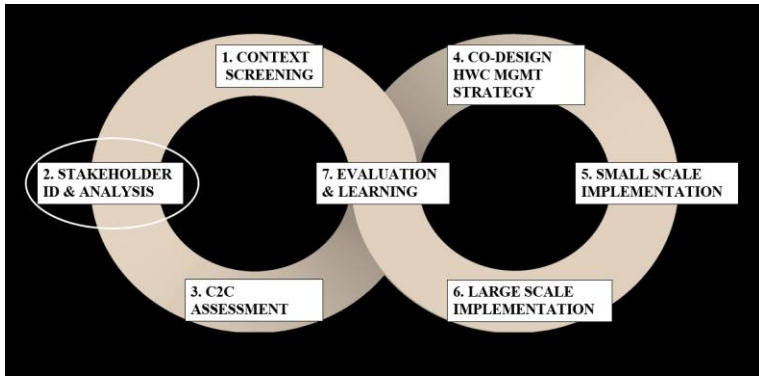 1. CONTEXT
SCREENING
2. STAKEHOLDER
ID & ANALYSIS
3. C2C
ASSESSMENT
4. CO-DESIGN
HWC MGMT
STRATEGY
5. SMALL SCALE
IMPLEMENTATION
6. LARGE SCALE
IMPLEMENTATION
7. EVALUATION
& LEARNING